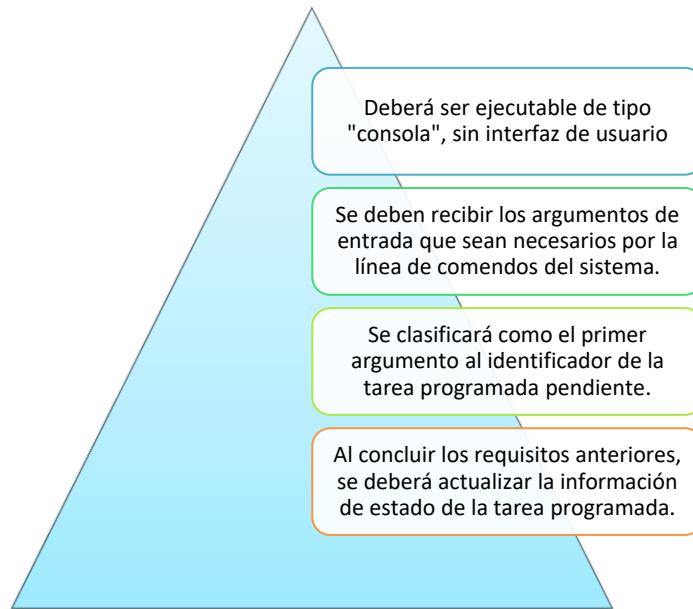 Deberá ser ejecutable de tipo
"consola", sin interfaz de usuario
Se deben recibir los argumentos de
entrada que sean necesarios por la
línea de comendos del sistema.
Se clasificará como el primer
argumento al identificador de la
tarea programada pendiente.
Al concluir los requisitos anteriores,
se deberá actualizar la información
de estado de la tarea programada.